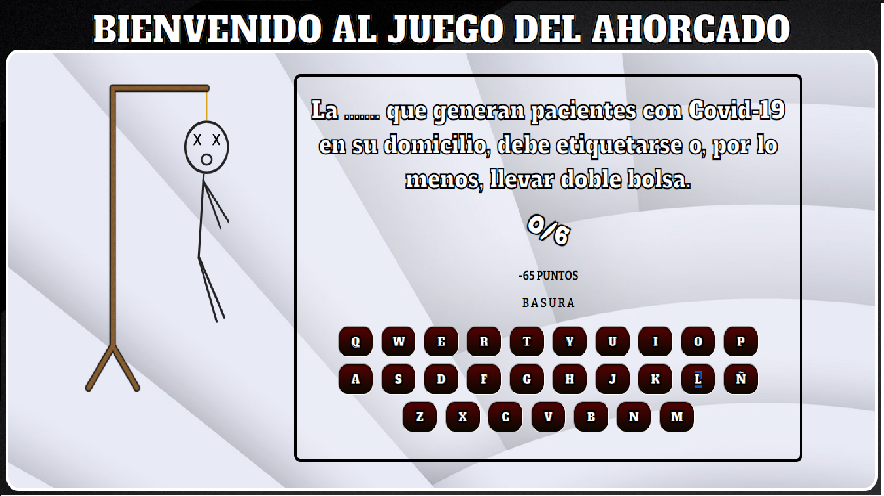 BIENVENIDO AL JUEGO DEL AHORCADO
La ...... que generan pacientes con Covid-19
en su domicilio, debe etiquetarse o, por lo
menos, llevar doble bolsa.
0/6
-65 PUNTOS
BASURA
Q W E R T Y U I O P
A S D F G H J K L Ñ
Z X C V B N M